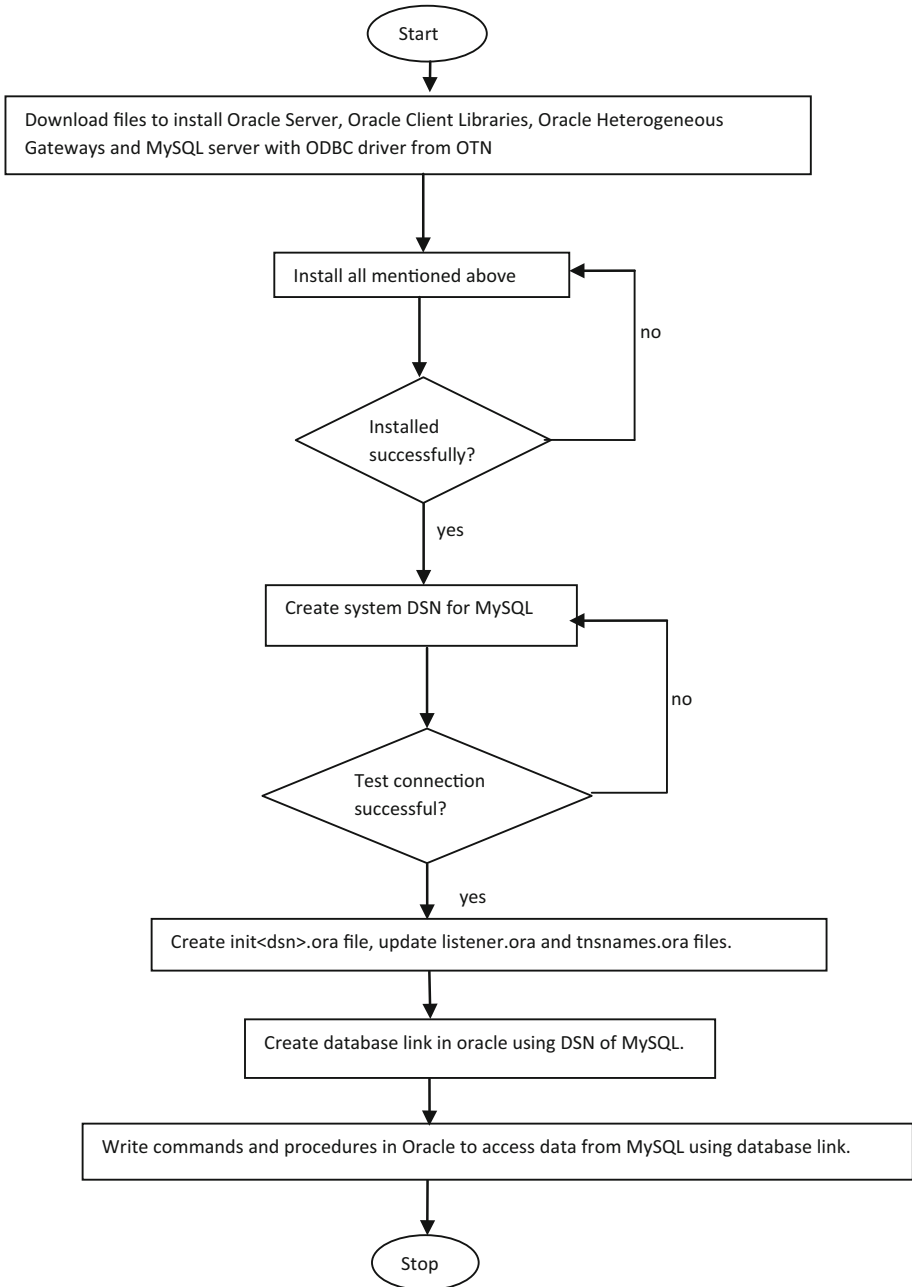 Start
Download files to install Oracle Server, Oracle Client Libraries, Oracle Heterogeneous
Gateways and MySQL server with ODBC driver from OTN
Install all mentioned above
no
Installed
successfully?
yes
Create system DSN for MySQL
no
Test connection
successful?
yes
Create init<dsn>.ora file, update listener.ora and tnsnames.ora files.
Create database link in oracle using DSN of MySQL.
Write commands and procedures in Oracle to access data from MySQL using database link.
Stop